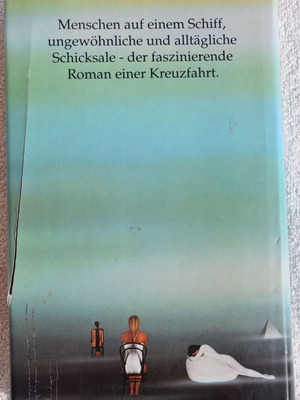 Menschen auf einem Schiff,
ungewöhnliche und alltägliche
Schicksale - der faszinierende
Roman einer Kreuzfahrt.